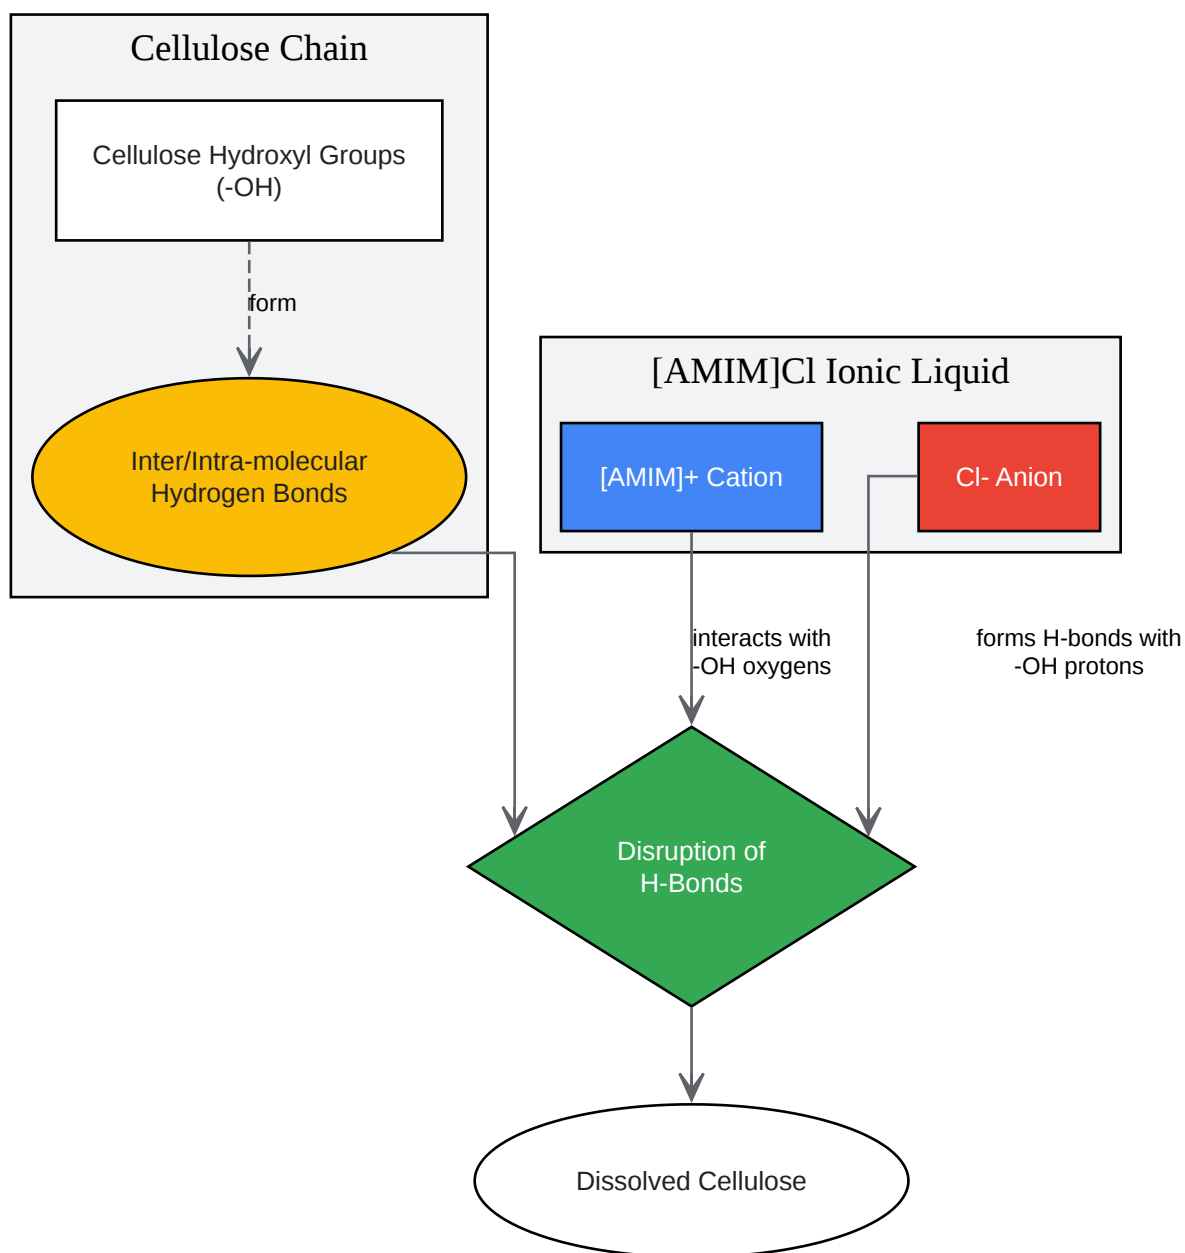 Cellulose Chain
Cellulose Hydroxyl Groups
(-OH)
form
Inter/Intra-molecular
Hydrogen Bonds
[AMIM]Cl Ionic Liquid
[AMIM]+ Cation
Cl- Anion
interacts with
-OH oxygens
forms H-bonds with
-OH protons
Disruption of
H-Bonds
Dissolved Cellulose